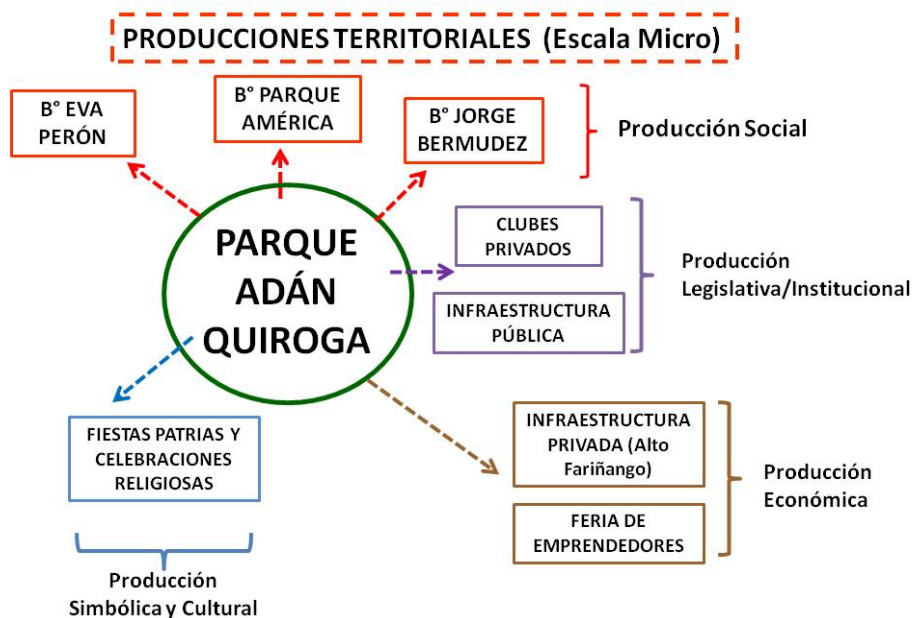 PRODUCCIONES TERRITORIALES (Escala Micro)
B° EVA
PERÓN
B° PARQUE
AMÉRICA
B° JORGE
BERMUDEZ
Producción Social
PARQUE
ADÁN
QUIROGA
CLUBES
PRIVADOS
INFRAESTRUCTURA
PÚBLICA
Producción
Legislativa/Institucional
FIESTAS PATRIAS Y
CELEBRACIONES
RELIGIOSAS
Producción
Simbólica y Cultural
INFRAESTRUCTURA
PRIVADA (Alto
Fariñango)
FERIA DE
EMPRENDEDORES
Producción
Económica